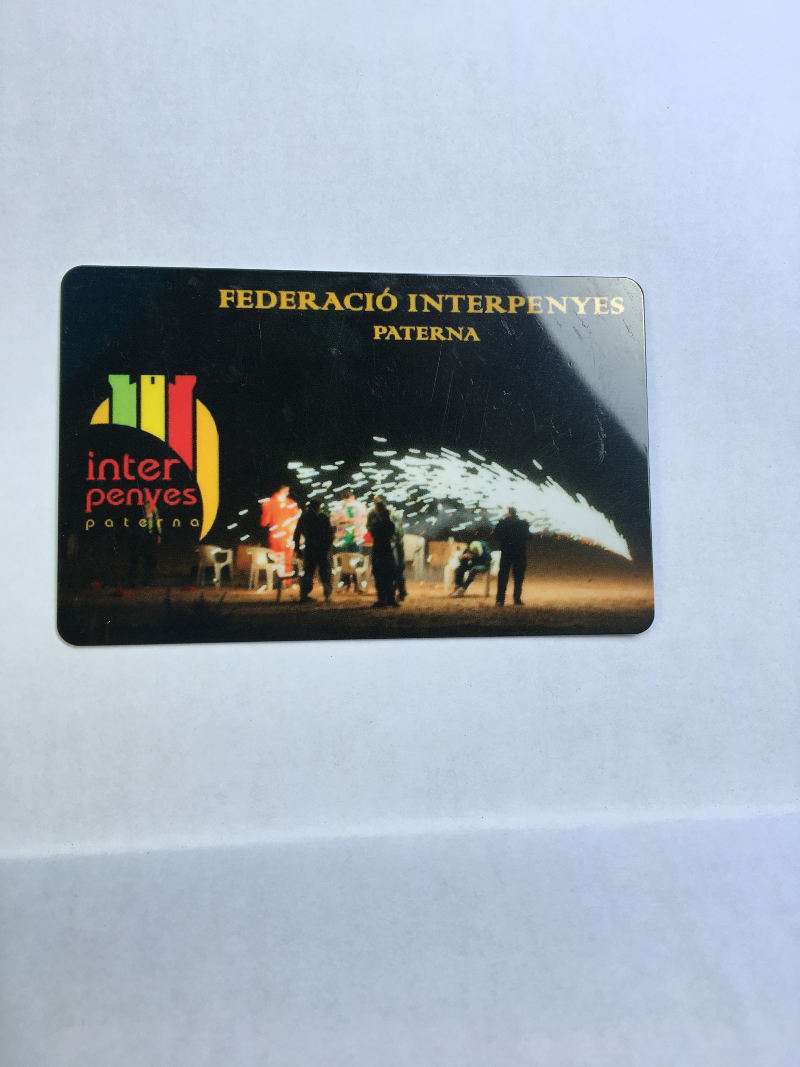 FEDERACIÓ INTERPENYES
PATERNA
inter
penyes
paterna